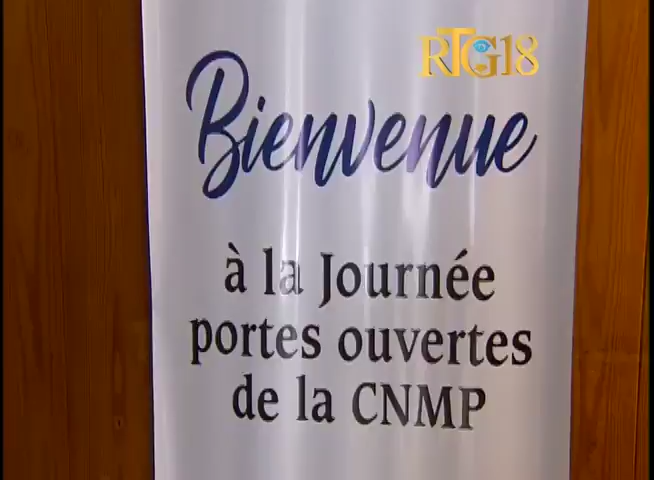 RTG18
Bienvenue
à la Journée
portes ouvertes
de la CNMP